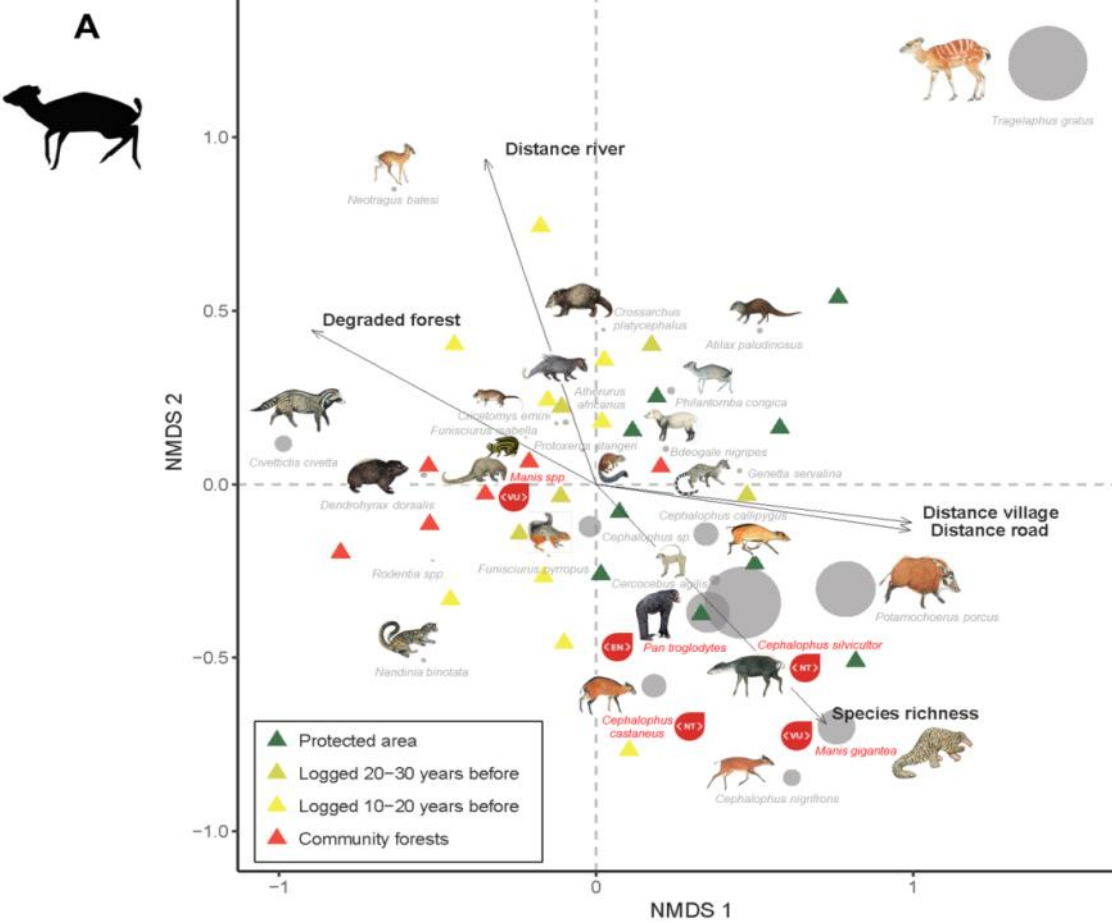 A
Tragelaphus gratus
1.0
Distance river
Neotragus batesi
0.5
Crossarchus
platycephalus
Degraded forest
Atilax paludinosus
Atherurus
africanus
Philantomba congica
Cricetomys emini
Funisciurus isabella
Protoxerus stangeri
Bdeogale nigripes
Civettictis civetta
Manis spp.
Genetta servalina
NMDS 2
0.0
<VU>
Dendrohyrax dorsalis
Cephalophus callipygus
Distance village
Distance road
Cephalophus sp
Rodentia spp.
Funisciurus pyrropus
Cercocebus agilis
Potamochoerus porcus
−0.5
<EN>
Pan troglodytes
Cephalophus silvicultor
<NT>
Nandinia binotata
Species richness
Cephalophus
castaneus
<NT>
<VU>
Manis gigantea
Protected area
Logged 20−30 years before
Logged 10−20 years before
Community forests
Cephalophus nigrifrons
−1.0
−1
0
1
NMDS 1